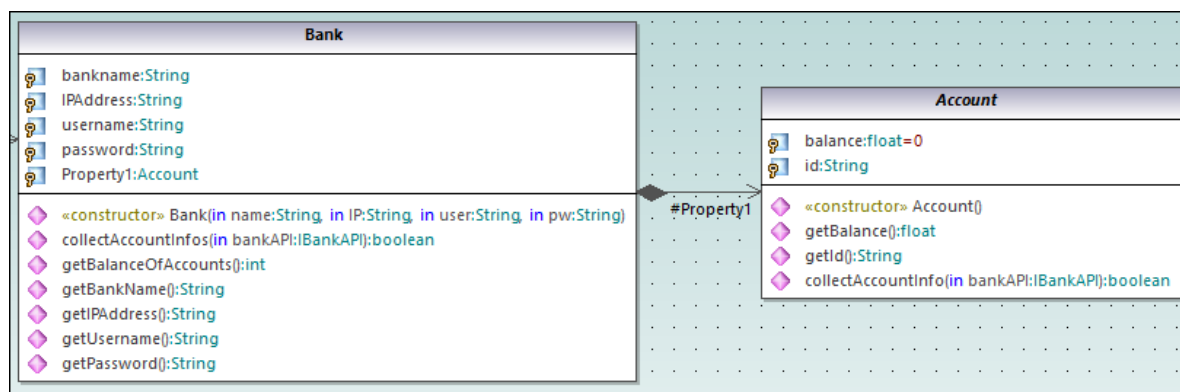 Bank
bankname:String
IPAddress:String
username:String
password:String
Property1:Account
«constructor» Bank(in name:String, in IP:String, in user:String, in pw:String)
collectAccountInfos(in bankAPI:IBankAPI):boolean
getBalanceOfAccounts():int
getBankName():String
getIPAddress():String
getUsername():String
getPassword():String
#Property1
Account
balance:float=0
id:String
«constructor» Account()
getBalance():float
getId():String
collectAccountInfo(in bankAPI:IBankAPI):boolean